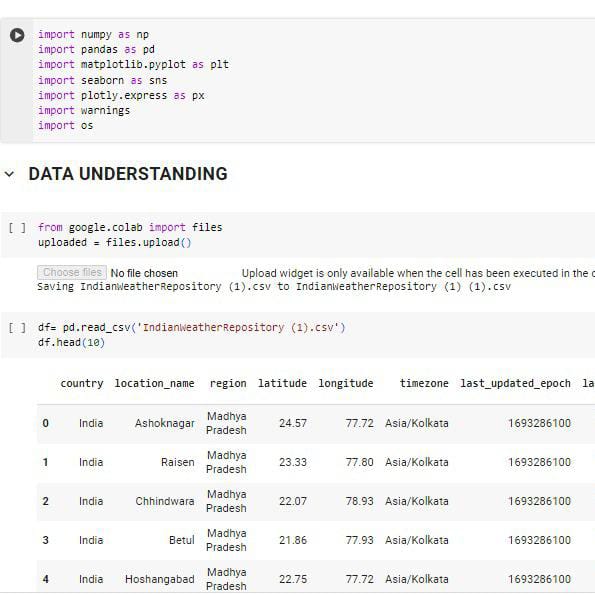 import numpy as np
import pandas as pd
import matplotlib.pyplot as plt
import seaborn as sns
import plotly.express as px
import warnings
import os
DATA UNDERSTANDING
[ ] from google.colab import files
uploaded = files.upload()
Choose files No file chosen Upload widget is only available when the cell has been executed in the
Saving IndianWeatherRepository (1).csv to IndianWeatherRepository (1) (1).csv
[ ] df= pd.read_csv('IndianWeatherRepository (1).csv')
df.head(10)
country location_name region latitude longitude timezone last_updated_epoch la
0 India Ashoknagar Madhya Pradesh 24.57 77.72 Asia/Kolkata 1693286100
1 India Raisen Madhya Pradesh 23.33 77.80 Asia/Kolkata 1693286100
2 India Chhindwara Madhya Pradesh 22.07 78.93 Asia/Kolkata 1693286100
3 India Betul Madhya Pradesh 21.86 77.93 Asia/Kolkata 1693286100
4 India Hoshangabad Madhya Pradesh 22.75 77.72 Asia/Kolkata 1693286100